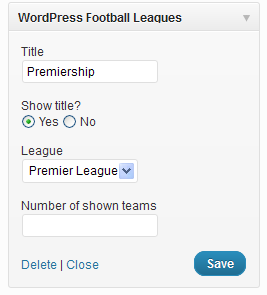 WordPress Football Leagues
Title
Premiership
Show title?
Yes No
League
Premier League
Number of shown teams
Delete | Close Save